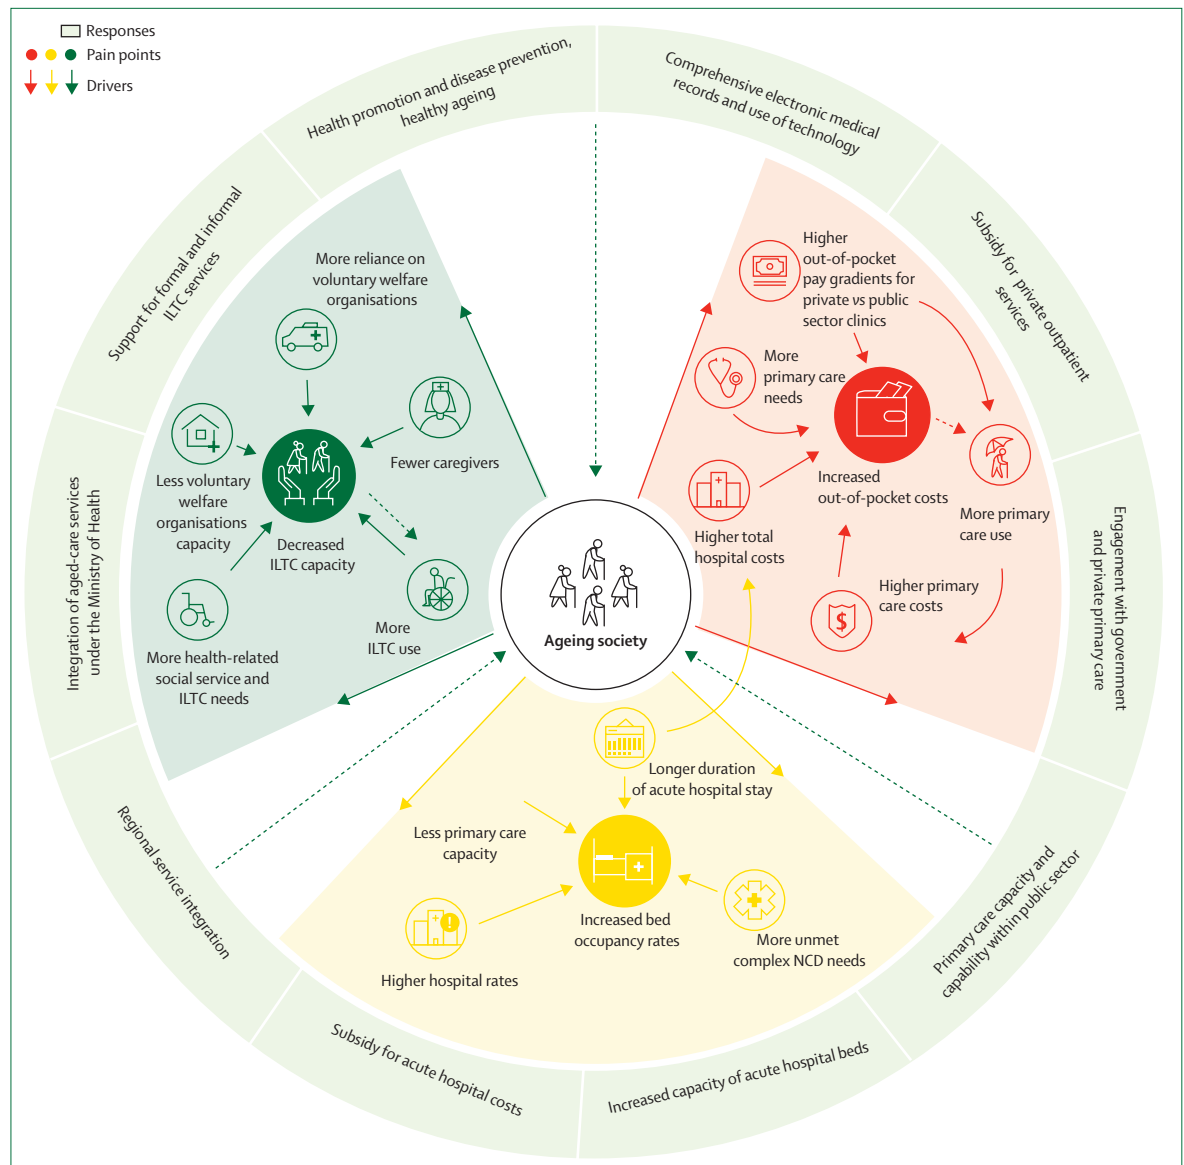 Responses
Pain points
Drivers
Health promotion and disease prevention,
healthy ageing
Comprehensive electronic medical
records and use of technology
Subsidy for private outpatient
services
Engagement with government
and private primary care
Primary care capacity and
capability within public sector
Increased capacity of acute hospital beds
Subsidy for acute hospital costs
Regional service integration
Integration of aged-care services
under the Ministry of Health
Support for formal and informal
ILTC services
More reliance on
voluntary welfare
organisations
Fewer caregivers
Less voluntary
welfare
organisations
capacity
Decreased
ILTC capacity
More
ILTC use
More health-related
social service and
ILTC needs
Higher
out-of-pocket
pay gradients for
private vs public
sector clinics
More
primary care
needs
Increased
out-of-pocket costs
Higher total
hospital costs
More primary
care use
Higher primary
care costs
$
Ageing society
Longer duration
of acute hospital stay
Less primary care
capacity
Increased bed
occupancy rates
!
Higher hospital rates
More unmet
complex NCD needs